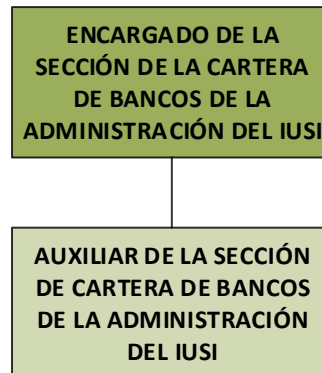 ENCARGADO DE LA
SECCIÓN DE LA CARTERA
DE BANCOS DE LA
ADMINISTRACIÓN DEL IUSI
AUXILIAR DE LA SECCIÓN
DE CARTERA DE BANCOS
DE LA ADMINISTRACIÓN
DEL IUSI